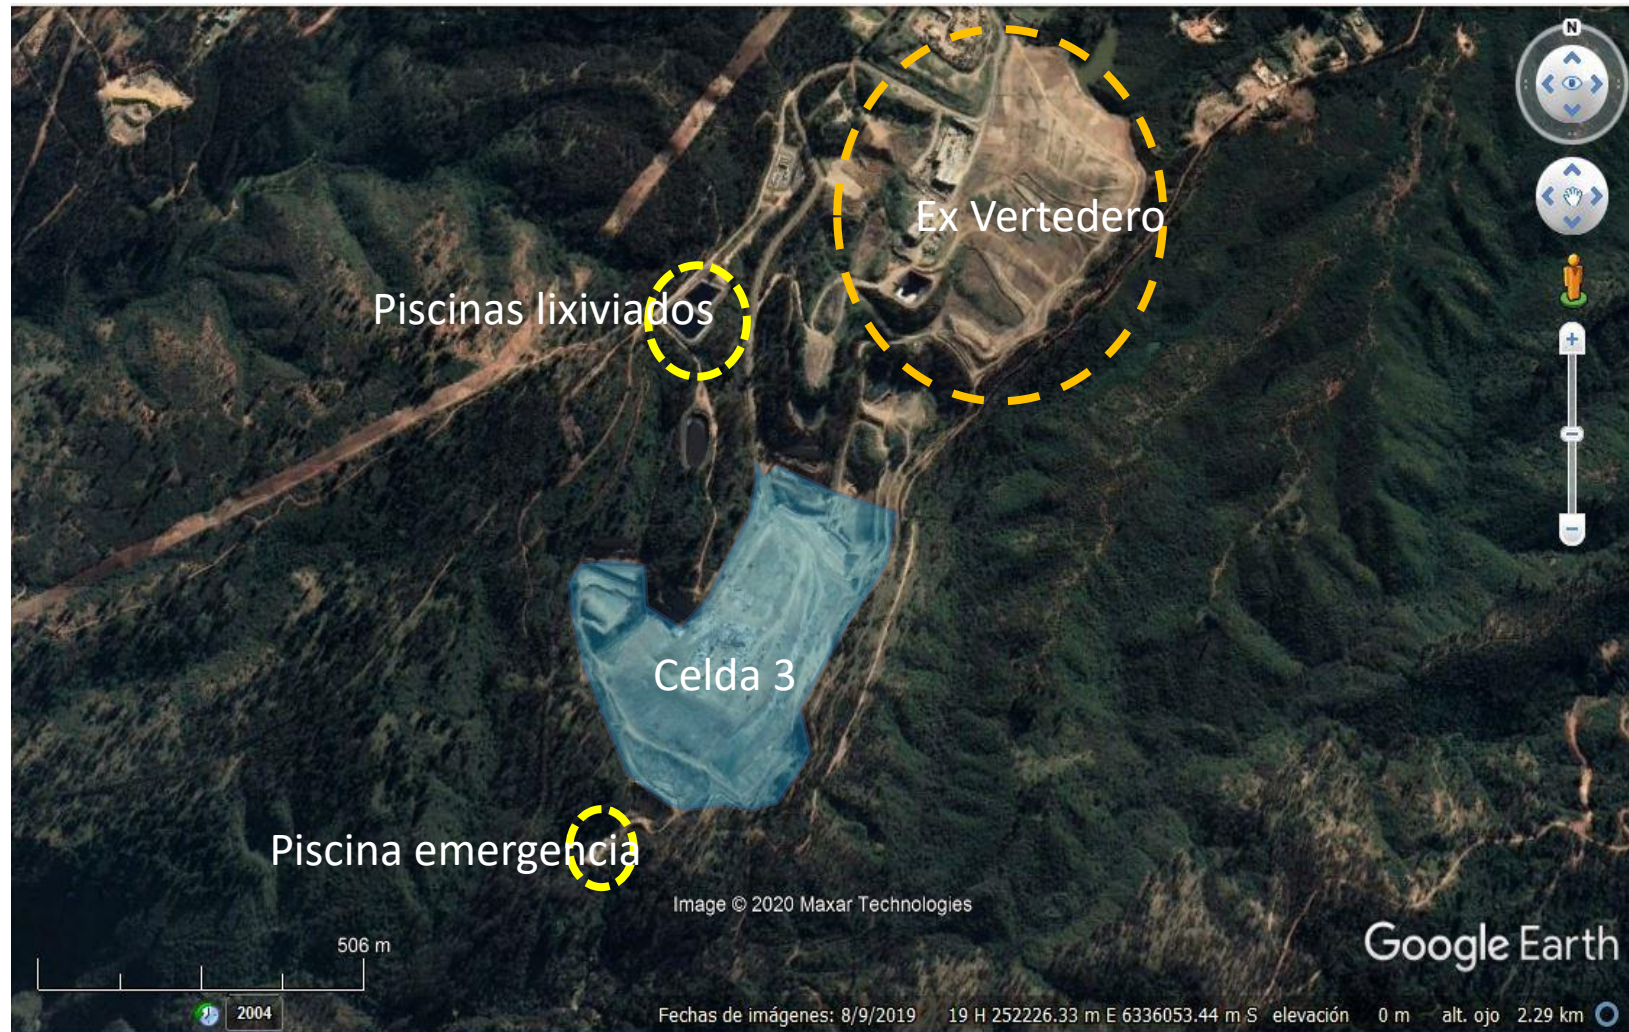 N
Ex Vertedero
Piscinas lixiviados
Celda 3
Piscina emergencia
Image © 2020 Maxar Technologies
506 m
Google Earth
2004
Fechas de imágenes: 8/9/2019 19 H 252226.33 m E 6336053.44 m S elevación 0 m alt. ojo 2.29 km